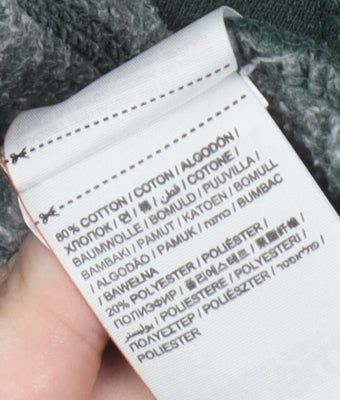 80% COTTON / COTON / ALGODÓN /
ХЛОПОК / 면 / 棉 / قطن / COTONE /
BAUMWOLLE / BOMULD / PUUVILLA /
BAMBAKI / PAMUT / KATOEN / BOMULL
/ ALGODÃO / PAMUK / כותנה / BUMBAC
/ BAWEŁNA
20% POLYESTER / POLIÉSTER / 聚酯纖維 /
ПОЛИЭФИР / 폴리에스테르 / POLIESTERI /
بوليستر / POLIESTERE / POLIÉSZTER / פוליאסטר /
ΠΟΛΥΕΣΤΕΡ / POLIESTER
POLIESTER